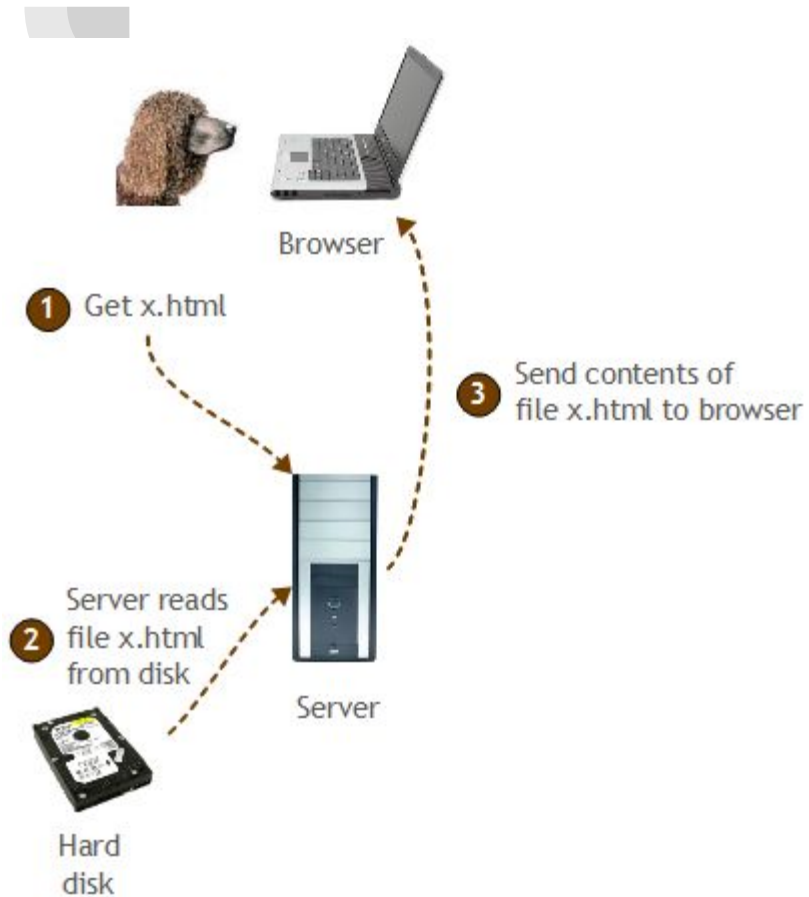 Browser
1 Get x.html
3 Send contents of
file x.html to browser
2 Server reads
file x.html
from disk
Server
Hard
disk